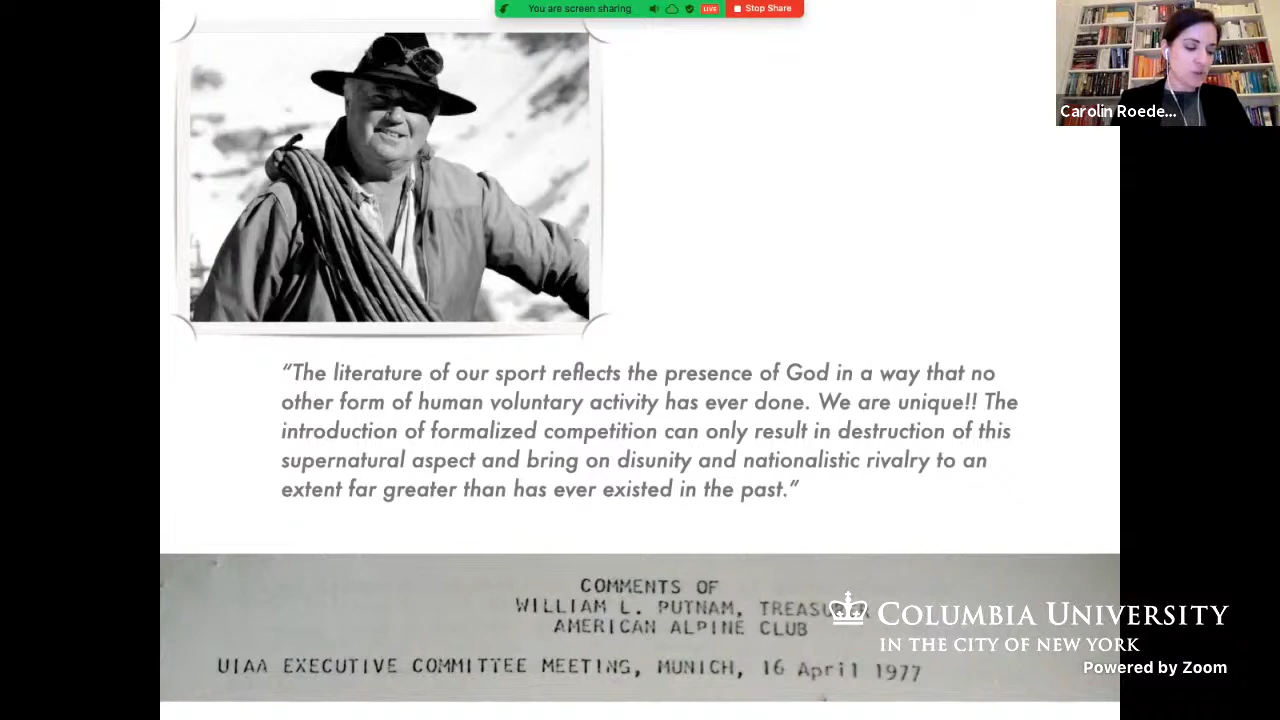 You are screen sharing
LIVE
Stop Share
Carolin Roede...
“The literature of our sport reflects the presence of God in a way that no
other form of human voluntary activity has ever done. We are unique!! The
introduction of formalized competition can only result in destruction of this
supernatural aspect and bring on disunity and nationalistic rivalry to an
extent far greater than has ever existed in the past.”
COMMENTS OF
WILLIAM L. PUTNAM, TREASURER
AMERICAN ALPINE CLUB
UIAA EXECUTIVE COMMITTEE MEETING, MUNICH, 16 April 1977
COLUMBIA UNIVERSITY
IN THE CITY OF NEW YORK
Powered by Zoom